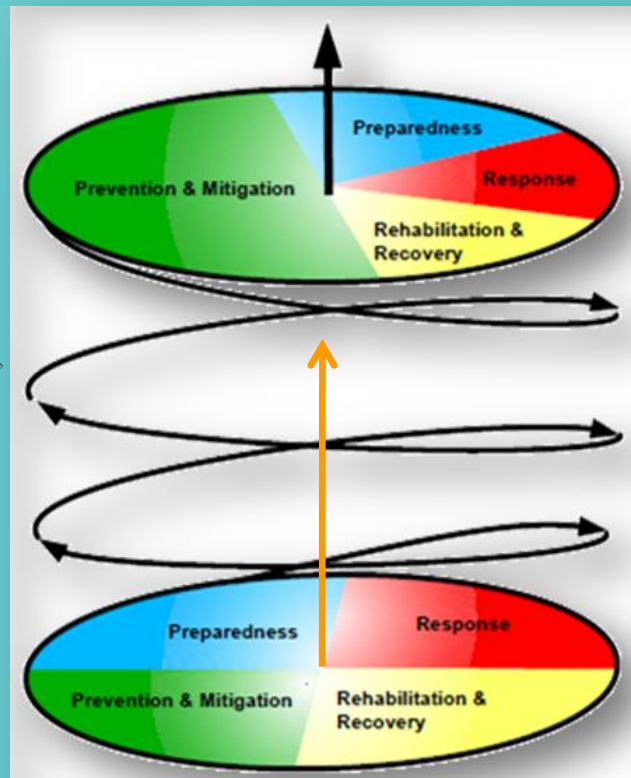 Preparedness
Prevention & Mitigation
Response
Rehabilitation &
Recovery
Preparedness
Response
Prevention & Mitigation
Rehabilitation &
Recovery